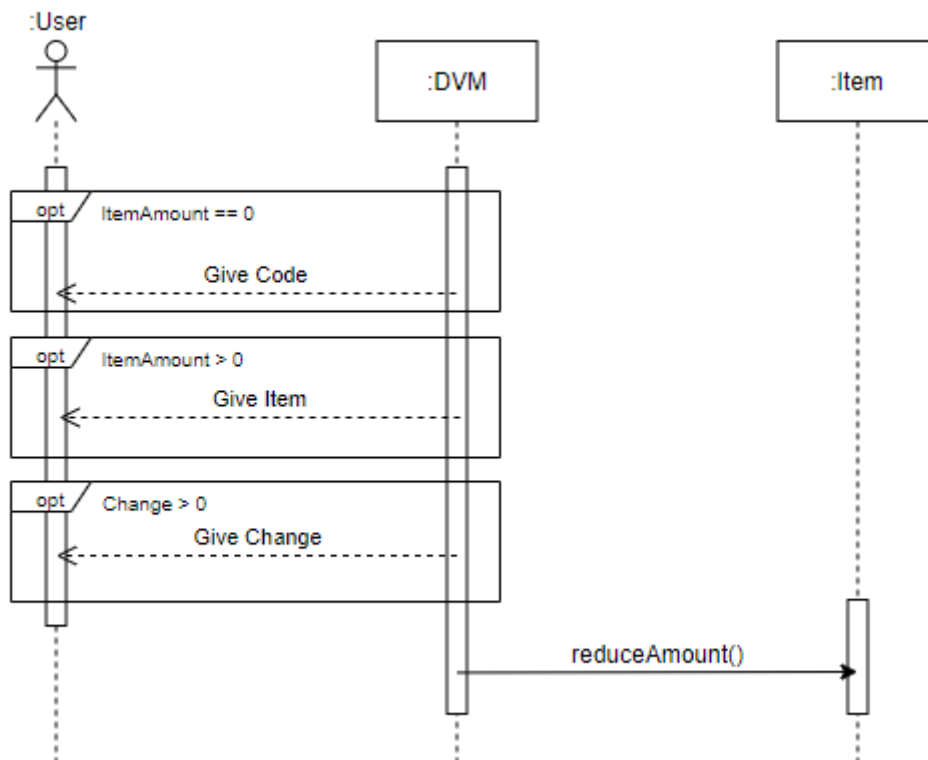 :User
:DVM
:Item
opt
ItemAmount == 0
Give Code
opt
ItemAmount > 0
Give Item
opt
Change > 0
Give Change
reduceAmount()